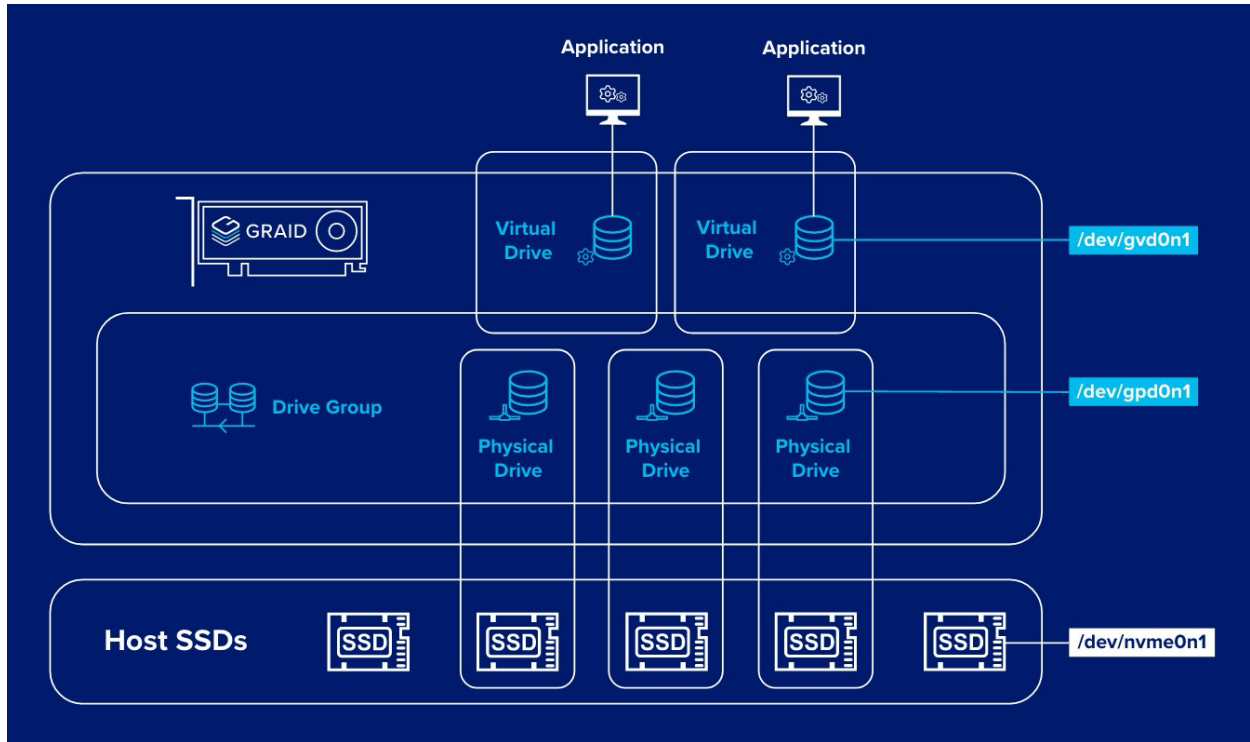 Application
Application
GRAID
Virtual
Drive
Virtual
Drive
/dev/gvd0n1
Drive Group
Physical
Drive
Physical
Drive
Physical
Drive
/dev/gpd0n1
Host SSDs
SSD
SSD
SSD
SSD
SSD
/dev/nvme0n1